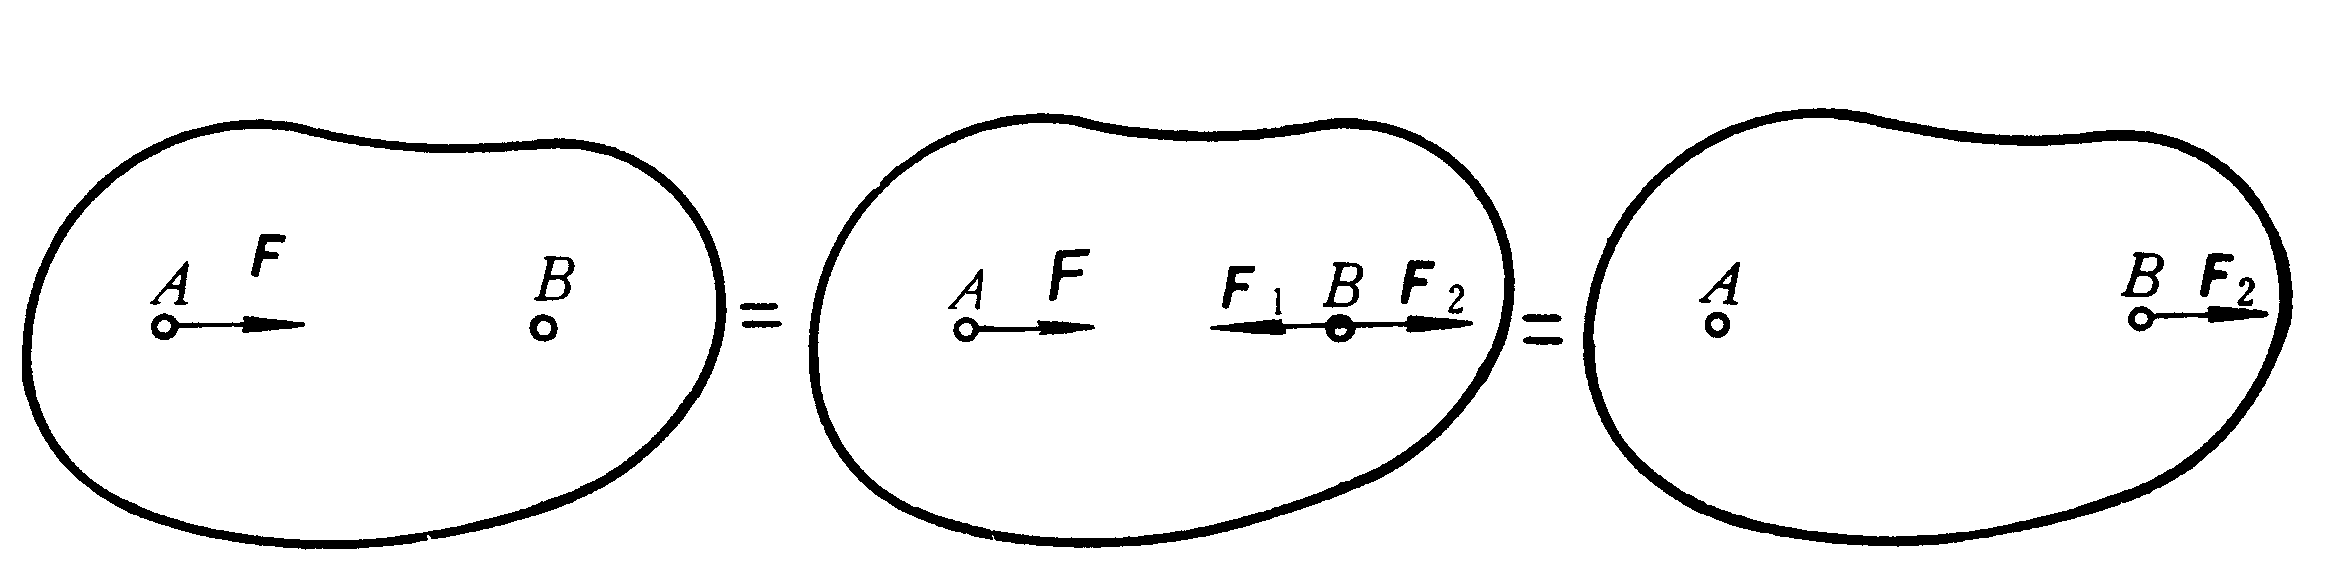 F
A
B
=
F
A
F₁
B
F₂
=
A
B
F₂